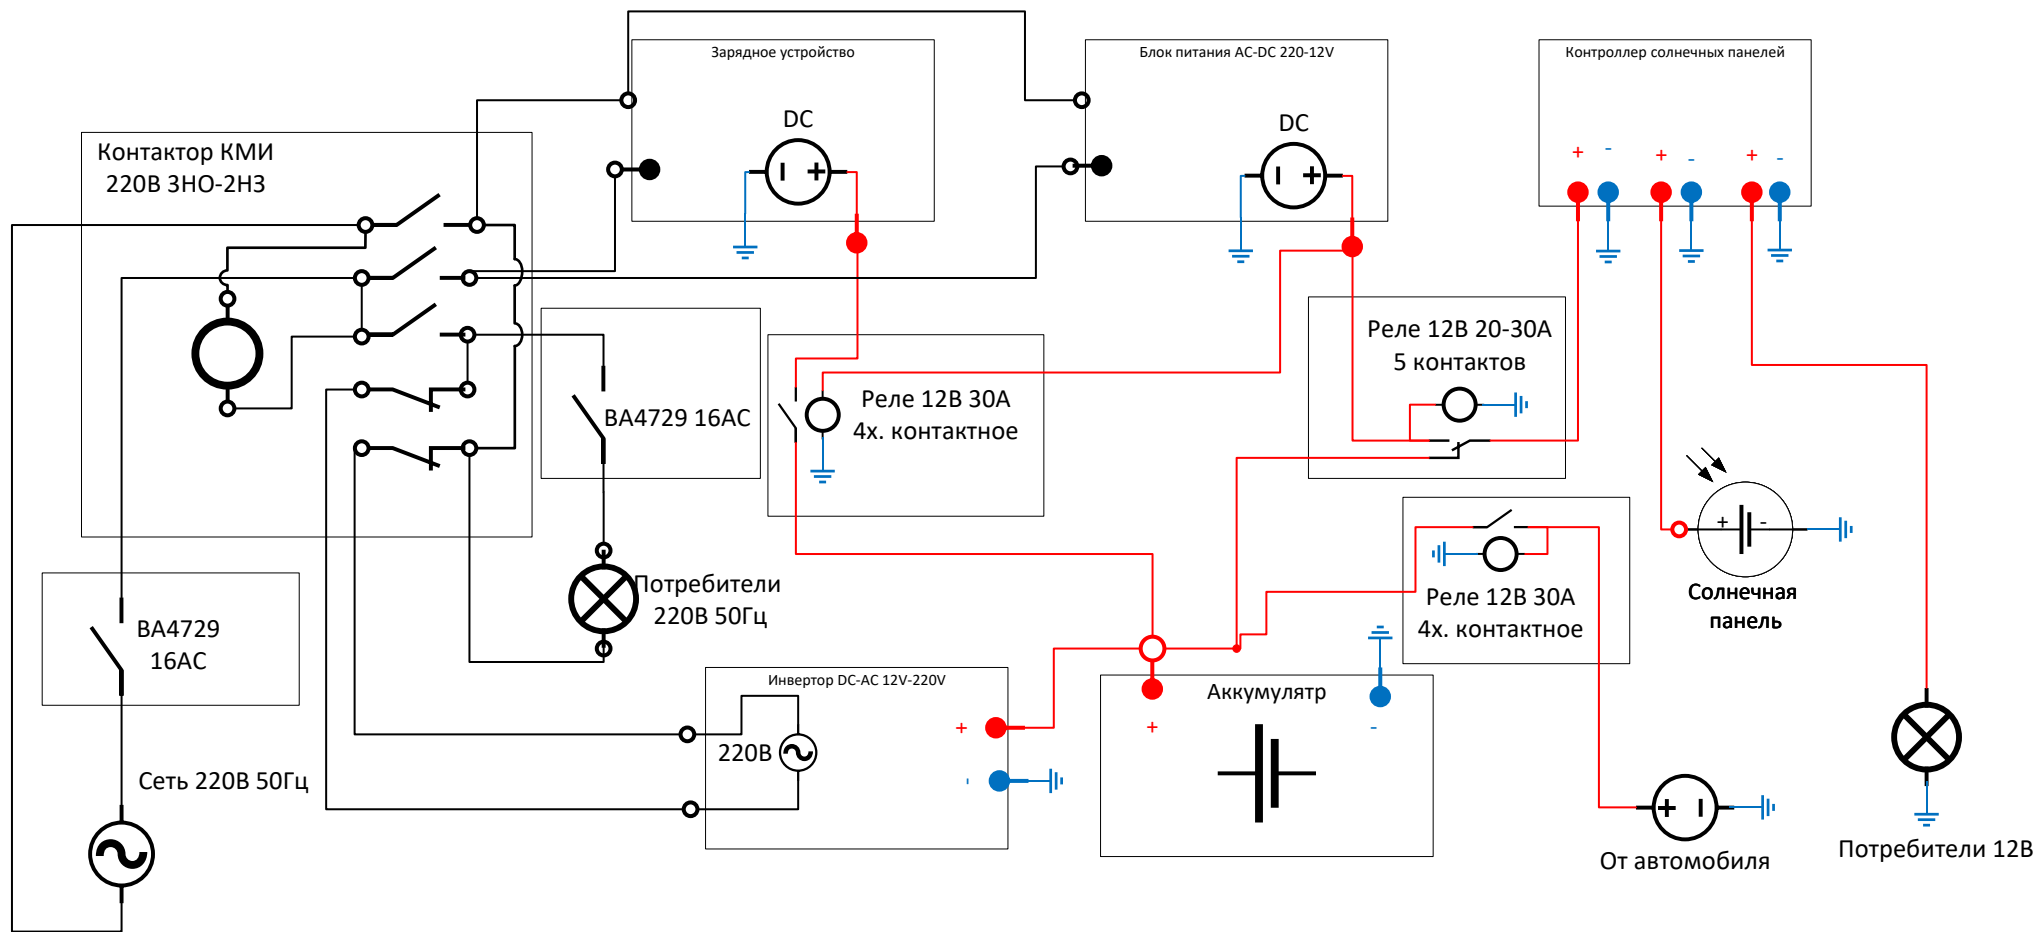 Зарядное устройство
Блок питания AC-DC 220-12V
Контроллер солнечных панелей
DC
DC
Контактор КМИ
220В 3НО-2НЗ
+ - + - + -
Реле 12В 20-30А
5 контактов
ВА4729 16АС
Реле 12В 30А
4х. контактное
+ -
Солнечная
панель
Потребители
220В 50Гц
Реле 12В 30А
4х. контактное
ВА4729
16АС
Инвертор DC-AC 12V-220V
Аккумулятр
+
+
-
220В
-
Сеть 220В 50Гц
От автомобиля
Потребители 12В